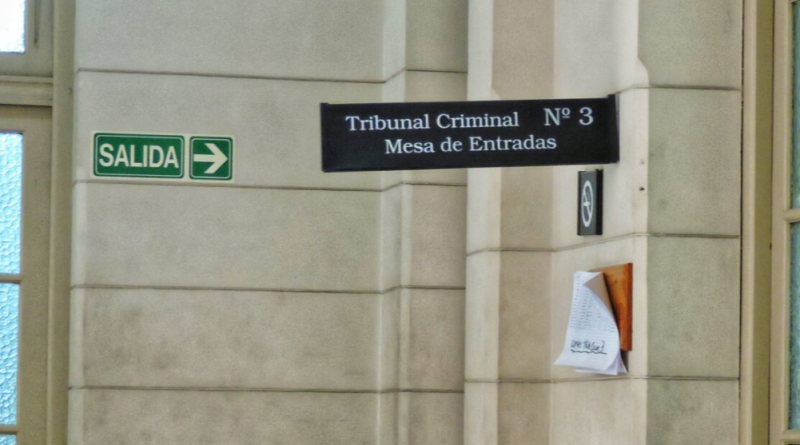 SALIDA
Tribunal Criminal Nº 3
Mesa de Entradas